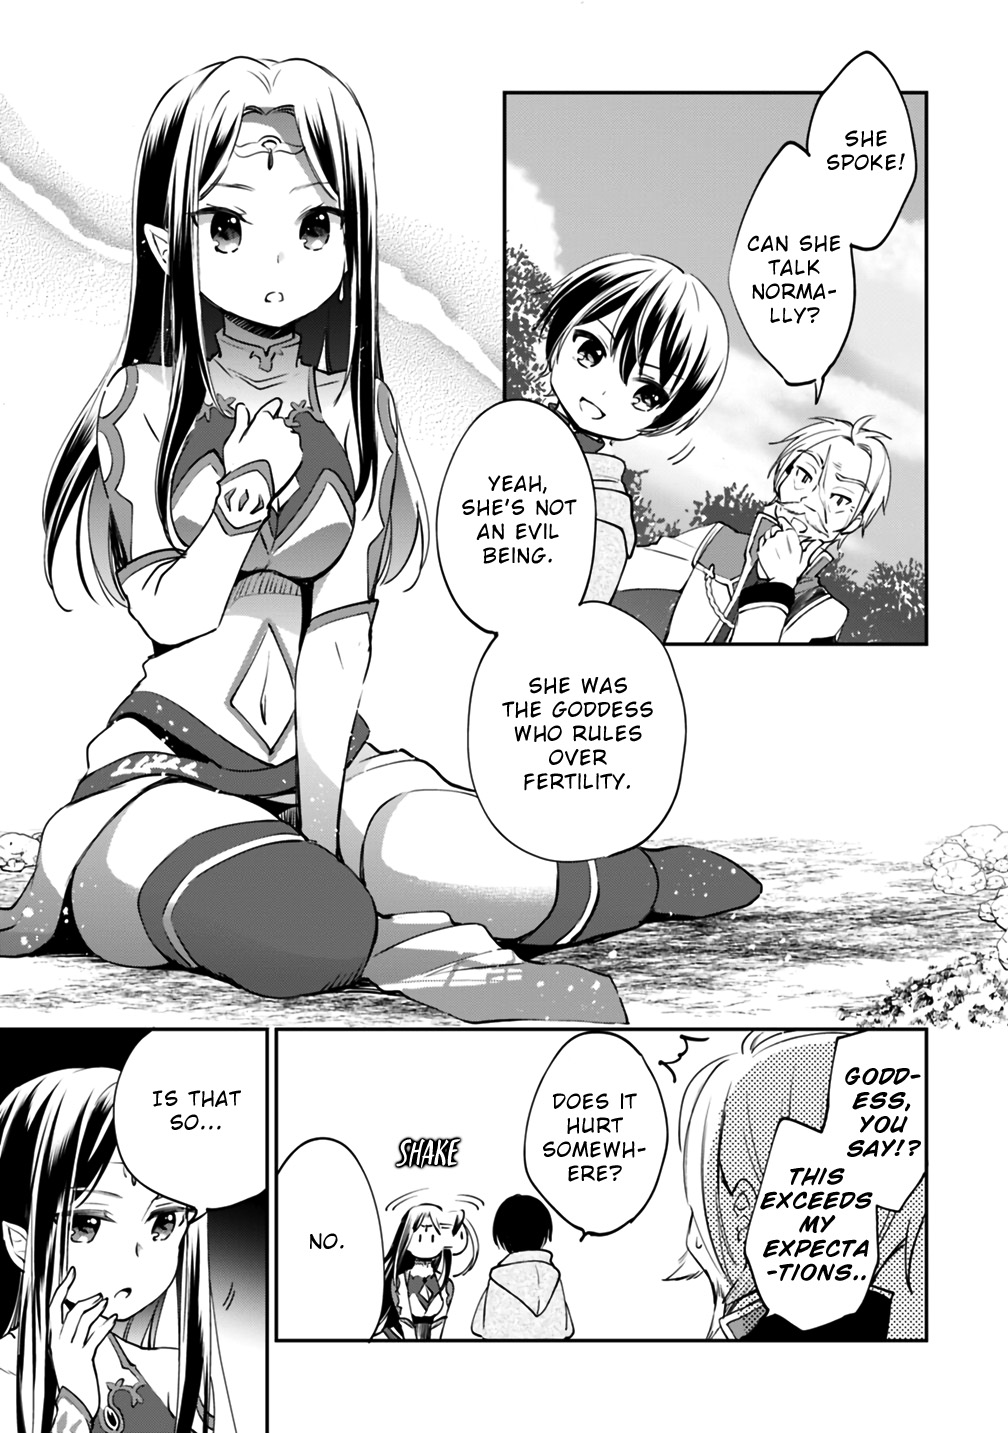 SHE
SPOKE!
CAN SHE
TALK
NORMA-
LLY?
YEAH,
SHE'S NOT
AN EVIL
BEING.
SHE WAS
THE GODDESS
WHO RULES
OVER
FERTILITY.
GODD-
ESS,
YOU
SAY!?
THIS
EXCEEDS
MY
EXPECTA
-TIONS..
DOES IT
HURT
SOMEWH-
ERE?
SHAKE
NO.
IS THAT
SO...